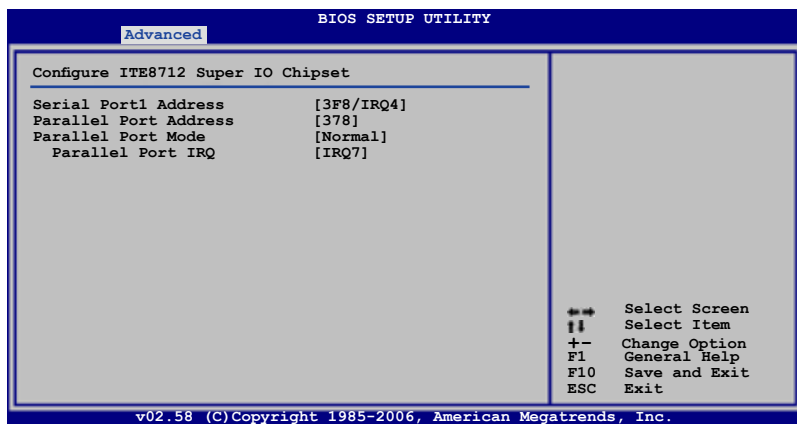 BIOS SETUP UTILITY
Advanced
Configure ITE8712 Super IO Chipset
Serial Port1 Address [3F8/IRQ4]
Parallel Port Address [378]
Parallel Port Mode [Normal]
Parallel Port IRQ [IRQ7]
Select Screen
Select Item
+- Change Option
F1 General Help
F10 Save and Exit
ESC Exit
v02.58 (C)Copyright 1985-2006, American Megatrends, Inc.